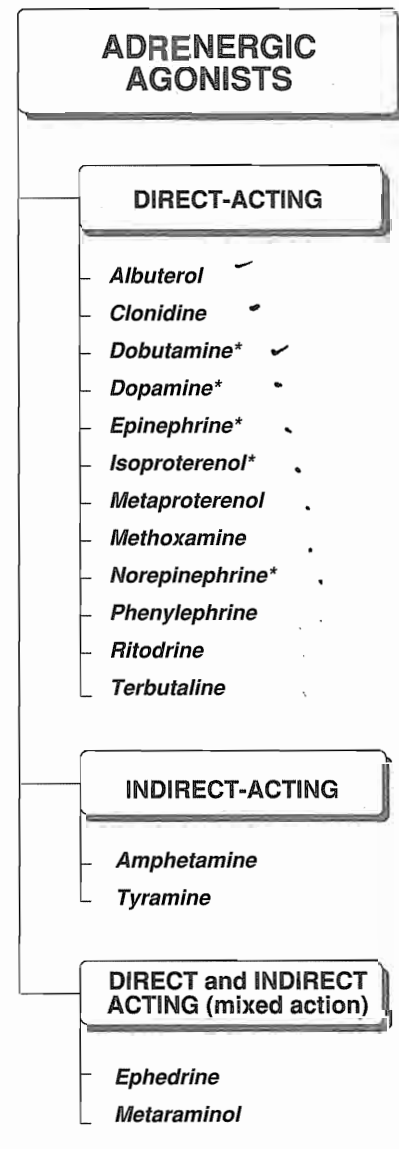 ADRENERGIC
AGONISTS
DIRECT-ACTING
Albuterol
Clonidine
Dobutamine*
Dopamine*
Epinephrine*
Isoproterenol*
Metaproterenol
Methoxamine
Norepinephrine*
Phenylephrine
Ritodrine
Terbutaline
INDIRECT-ACTING
Amphetamine
Tyramine
DIRECT and INDIRECT
ACTING (mixed action)
Ephedrine
Metaraminol